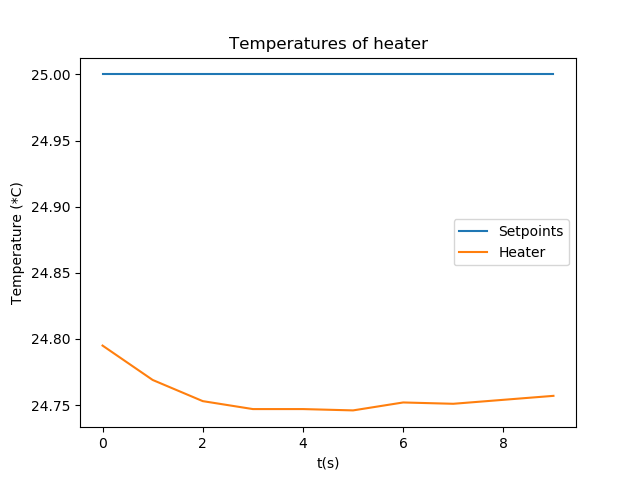 Temperatures of heater
Temperature (*C)
25.00
24.95
24.90
24.85
24.80
24.75
Setpoints
Heater
0 2 4 6 8
t(s)